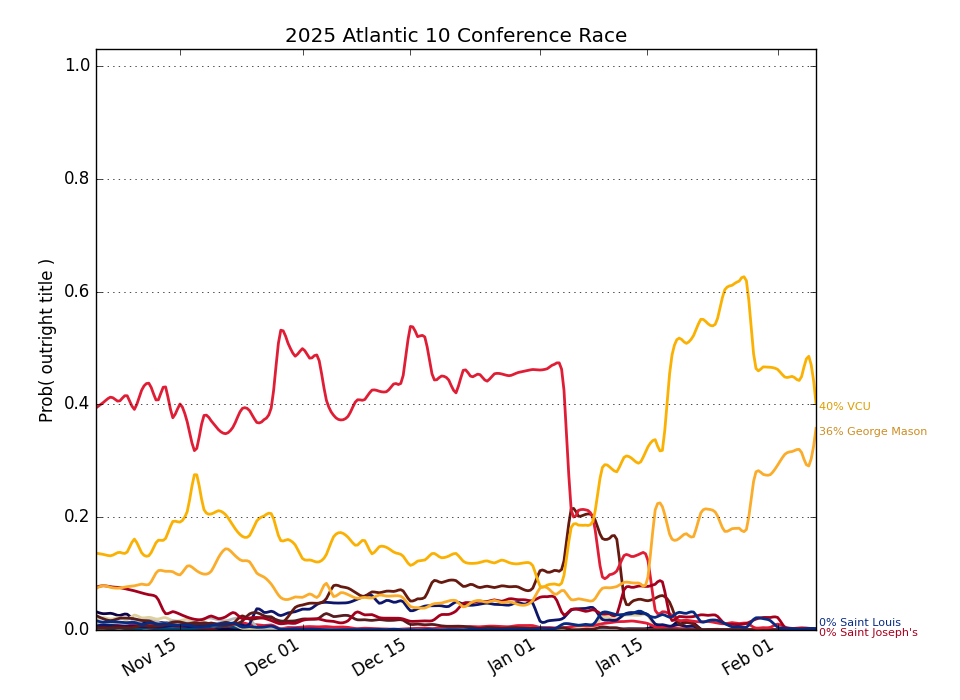 2025 Atlantic 10 Conference Race
Prob( outright title )
1.0
0.8
0.6
0.4
0.2
0.0
40% VCU
36% George Mason
0% Saint Louis
0% Saint Joseph's
Nov 15
Dec 01
Dec 15
Jan 01
Jan 15
Feb 01